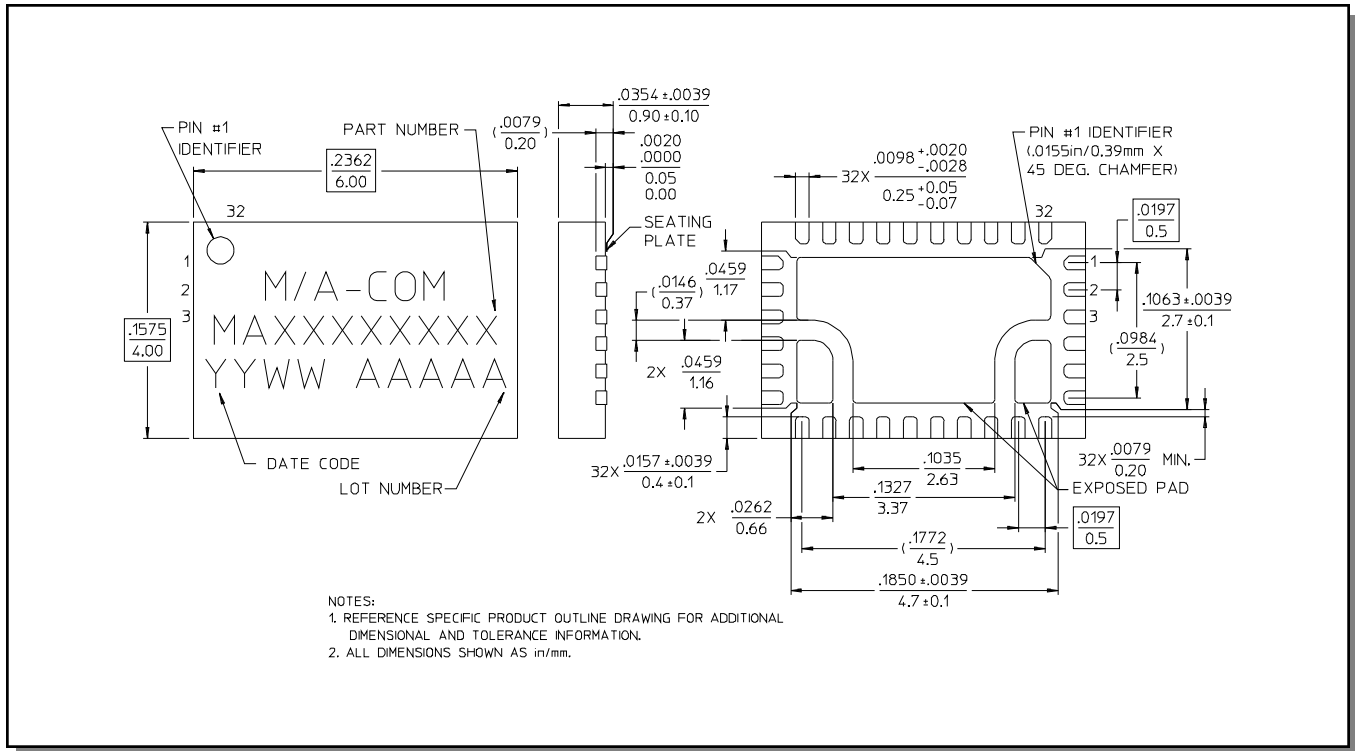 PIN #1
IDENTIFIER
PART NUMBER
.2362
6.00
32
1
2
3
.1575
4.00
M/A-COM
MAXXXXXXXXX
YYWW AAAAA
DATE CODE
LOT NUMBER
.0354 ±.0039
0.90 ±0.10
(.0079)
0.20
.0020
.0000
0.05
0.00
SEATING
PLATE
32X .0098 +.0020
-.0028
0.25 +0.05
-0.07
PIN #1 IDENTIFIER
(.0155in/0.39mm X
45 DEG. CHAMFER)
32
.0197
0.5
1
2
3
.0459
1.17
(.0146)
0.37
2X .0459
1.16
.1063 ±.0039
2.7 ±0.1
(.0984)
2.5
32X .0157 ±.0039
0.4 ±0.1
32X .0079 MIN.
0.20
EXPOSED PAD
.1035
2.63
.1327
3.37
2X .0262
0.66
.0197
0.5
(.1772)
4.5
.1850 ±.0039
4.7 ±0.1
NOTES:
1. REFERENCE SPECIFIC PRODUCT OUTLINE DRAWING FOR ADDITIONAL
DIMENSIONAL AND TOLERANCE INFORMATION.
2. ALL DIMENSIONS SHOWN AS in/mm.